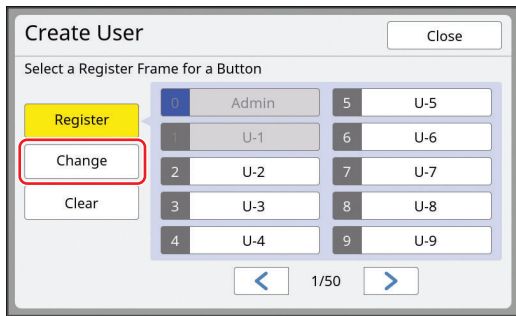 Create User
Close
Select a Register Frame for a Button
Register
Change
Clear
0 Admin
1 U-1
2 U-2
3 U-3
4 U-4
5 U-5
6 U-6
7 U-7
8 U-8
9 U-9
1/50